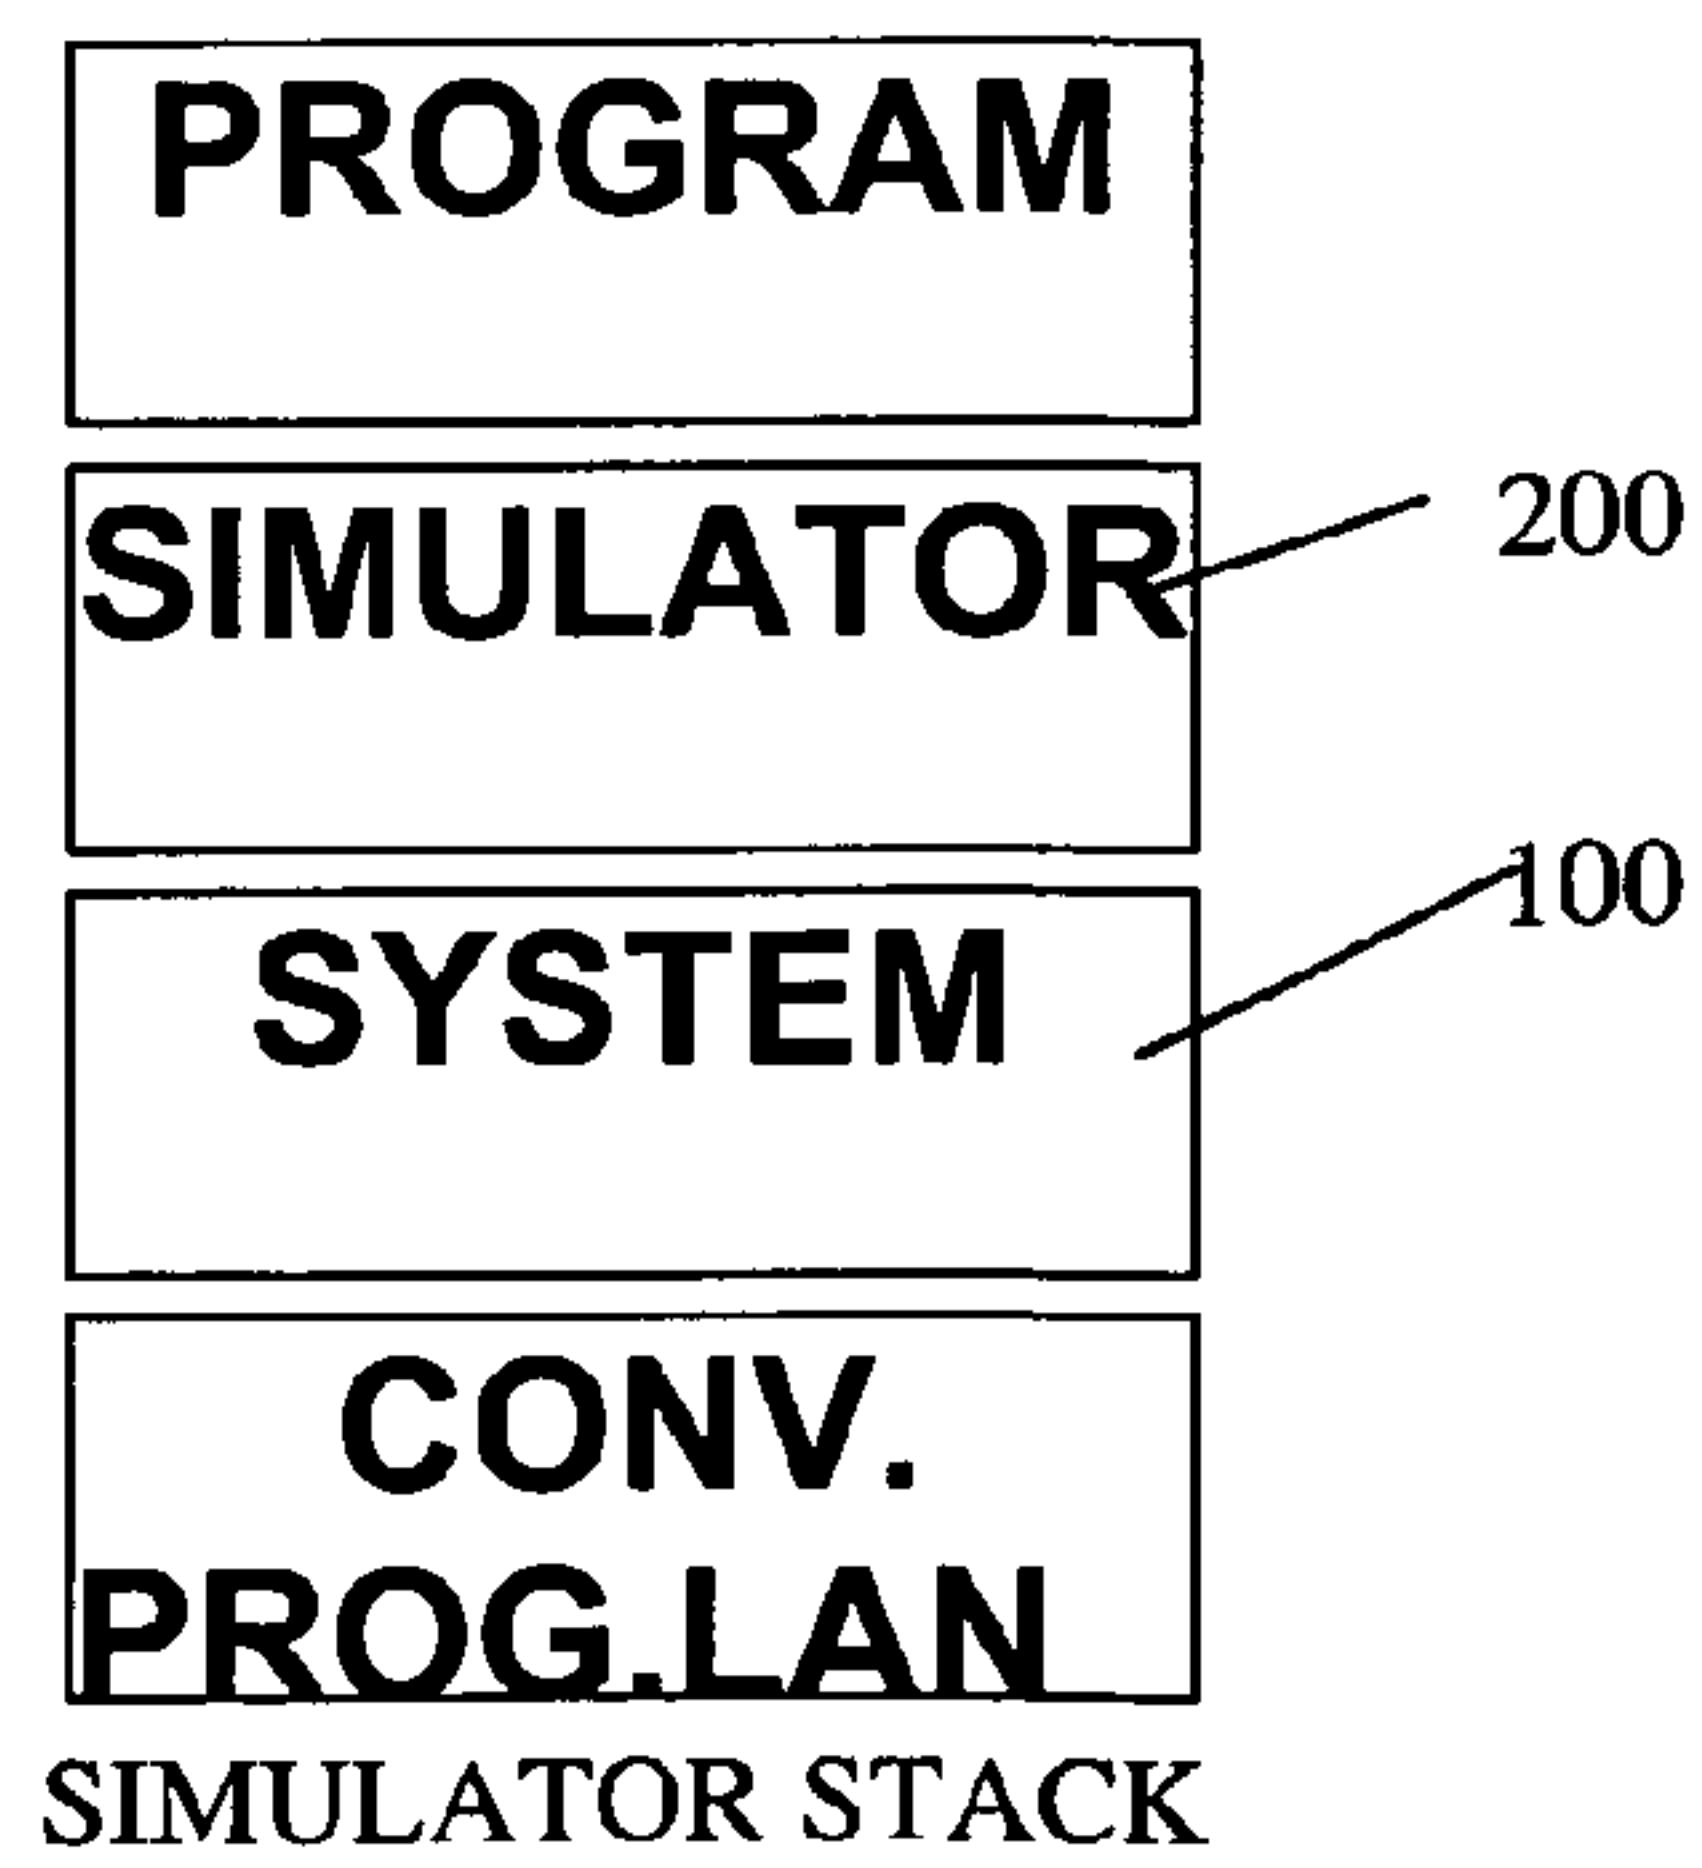 PROGRAM
SIMULATOR
200
SYSTEM
100
CONV.
PROG.LAN
SIMULATOR STACK